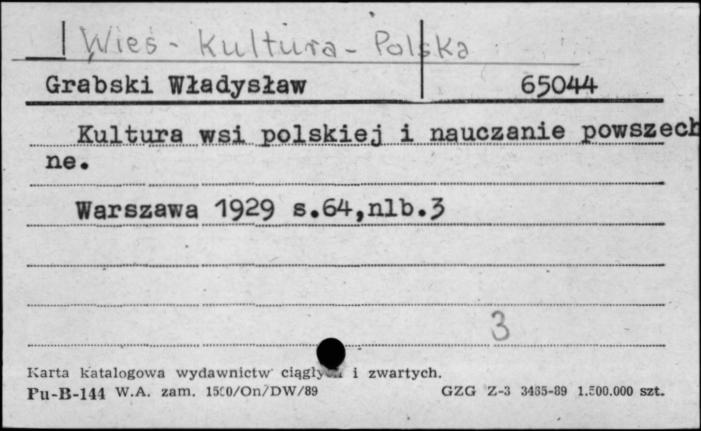 Wieś - Kultura - Polska
Grabski Władysław 65044
Kultura wsi polskiej i nauczanie powszech
ne.
Warszawa 1929 s.64,nlb.3
3
Karta katalogowa wydawnictw ciągłych i zwartych.
Pu-B-144 W.A. zam. 1500/On/DW/89 GZG Z-3 3465-89 1.500.000 szt.